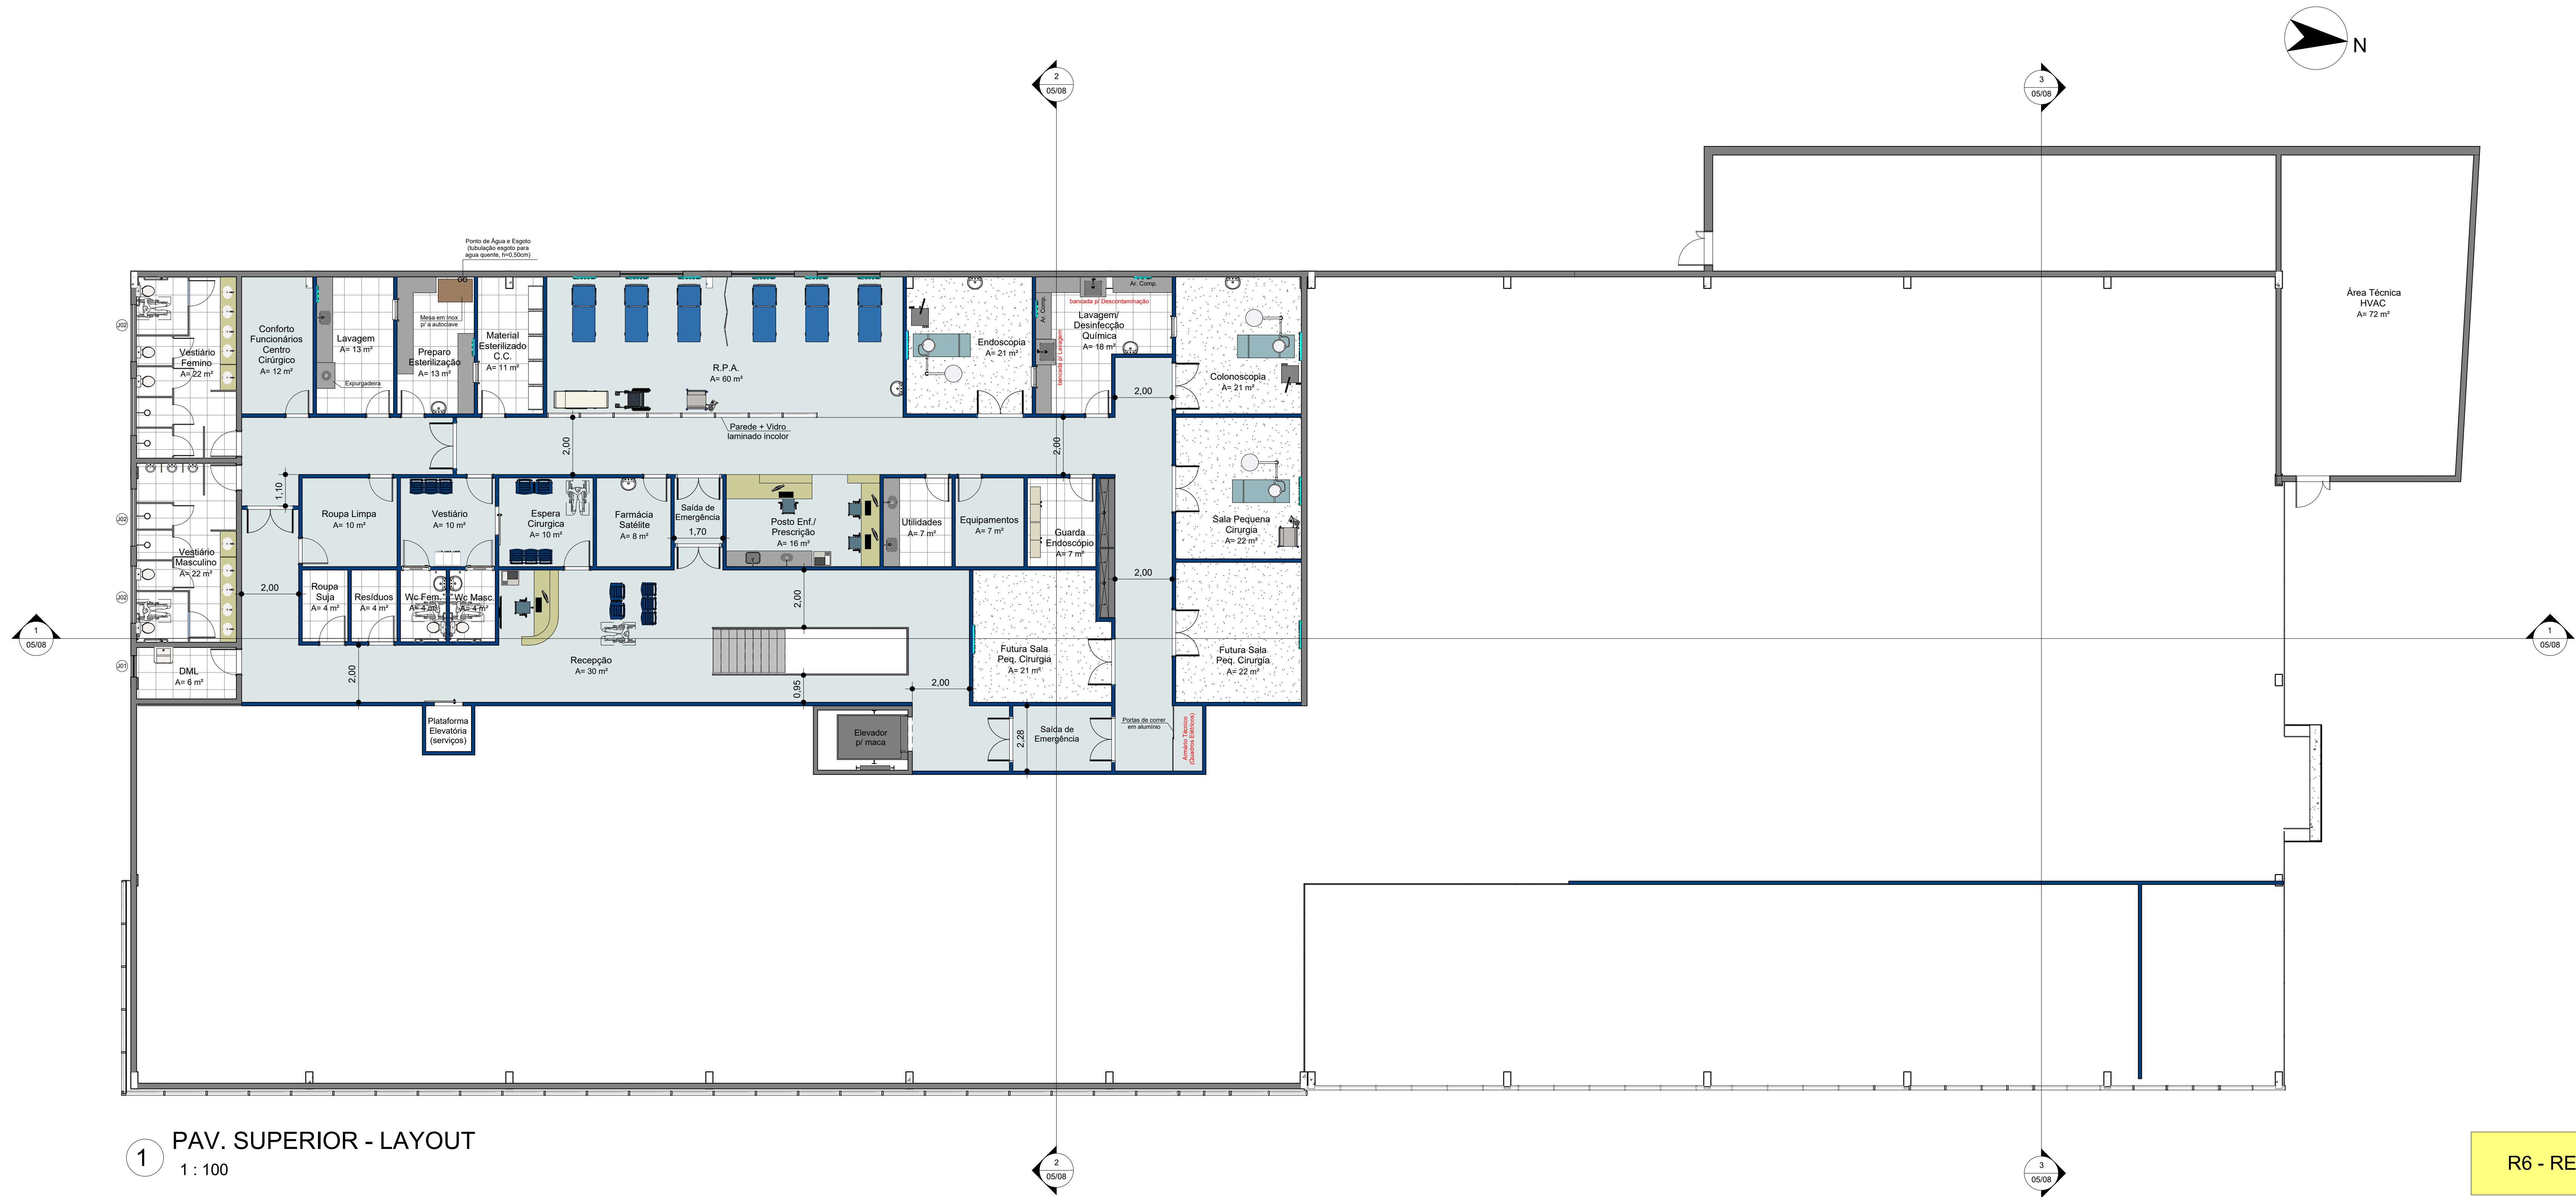 N
2
05/08
3
05/08
Ponto de Água e Esgoto
(tubulação esgoto para
agua quente, h=0,50cm)
Vestiário
Femino
A= 22 m²
Conforto
Funcionários
Centro
Cirúrgico
A= 12 m²
Lavagem
A= 13 m²
Expurgadeira
Mesa em Inox
p/ a autoclave
Preparo
Esterilização
A= 13 m²
Material
Esterilizado
C.C.
A= 11 m²
R.P.A.
A= 60 m²
Parede + Vidro
laminado incolor
Endoscopia
A= 21 m²
Ar. Comp.
Ar. Comp.
bancada p/ Descontaminação
bancada p/ Lavagem
Lavagem/
Desinfecção
Química
A= 18 m²
Colonoscopia
A= 21 m²
Área Técnica
HVAC
A= 72 m²
2,00
2,00
2,00
1,10
J02
J02
J02
J01
Roupa Limpa
A= 10 m²
Vestiário
A= 10 m²
Espera
Cirurgica
A= 10 m²
Farmácia
Satélite
A= 8 m²
Saída de
Emergência
1,70
Posto Enf./
Prescrição
A= 16 m²
Utilidades
A= 7 m²
Equipamentos
A= 7 m²
Guarda
Endoscópio
A= 7 m²
Sala Pequena
Cirurgia
A= 22 m²
Vestiário
Masculino
A= 22 m²
2,00
Roupa
Suja
A= 4 m²
Resíduos
A= 4 m²
Wc Fem.
A= 4 m²
Wc Masc.
A= 4 m²
2,00
2,00
1
05/08
1
05/08
DML
A= 6 m²
2,00
Recepção
A= 30 m²
0,95
2,00
Futura Sala
Peq. Cirurgia
A= 21 m²
Futura Sala
Peq. Cirurgia
A= 22 m²
Plataforma
Elevatória
(serviços)
Elevador
p/ maca
2,28
Saída de
Emergência
Portas de correr
em alumínio
Armário Técnico
(Quadros Elétricos)
1
PAV. SUPERIOR - LAYOUT
1 : 100
2
05/08
3
05/08
R6 - RE